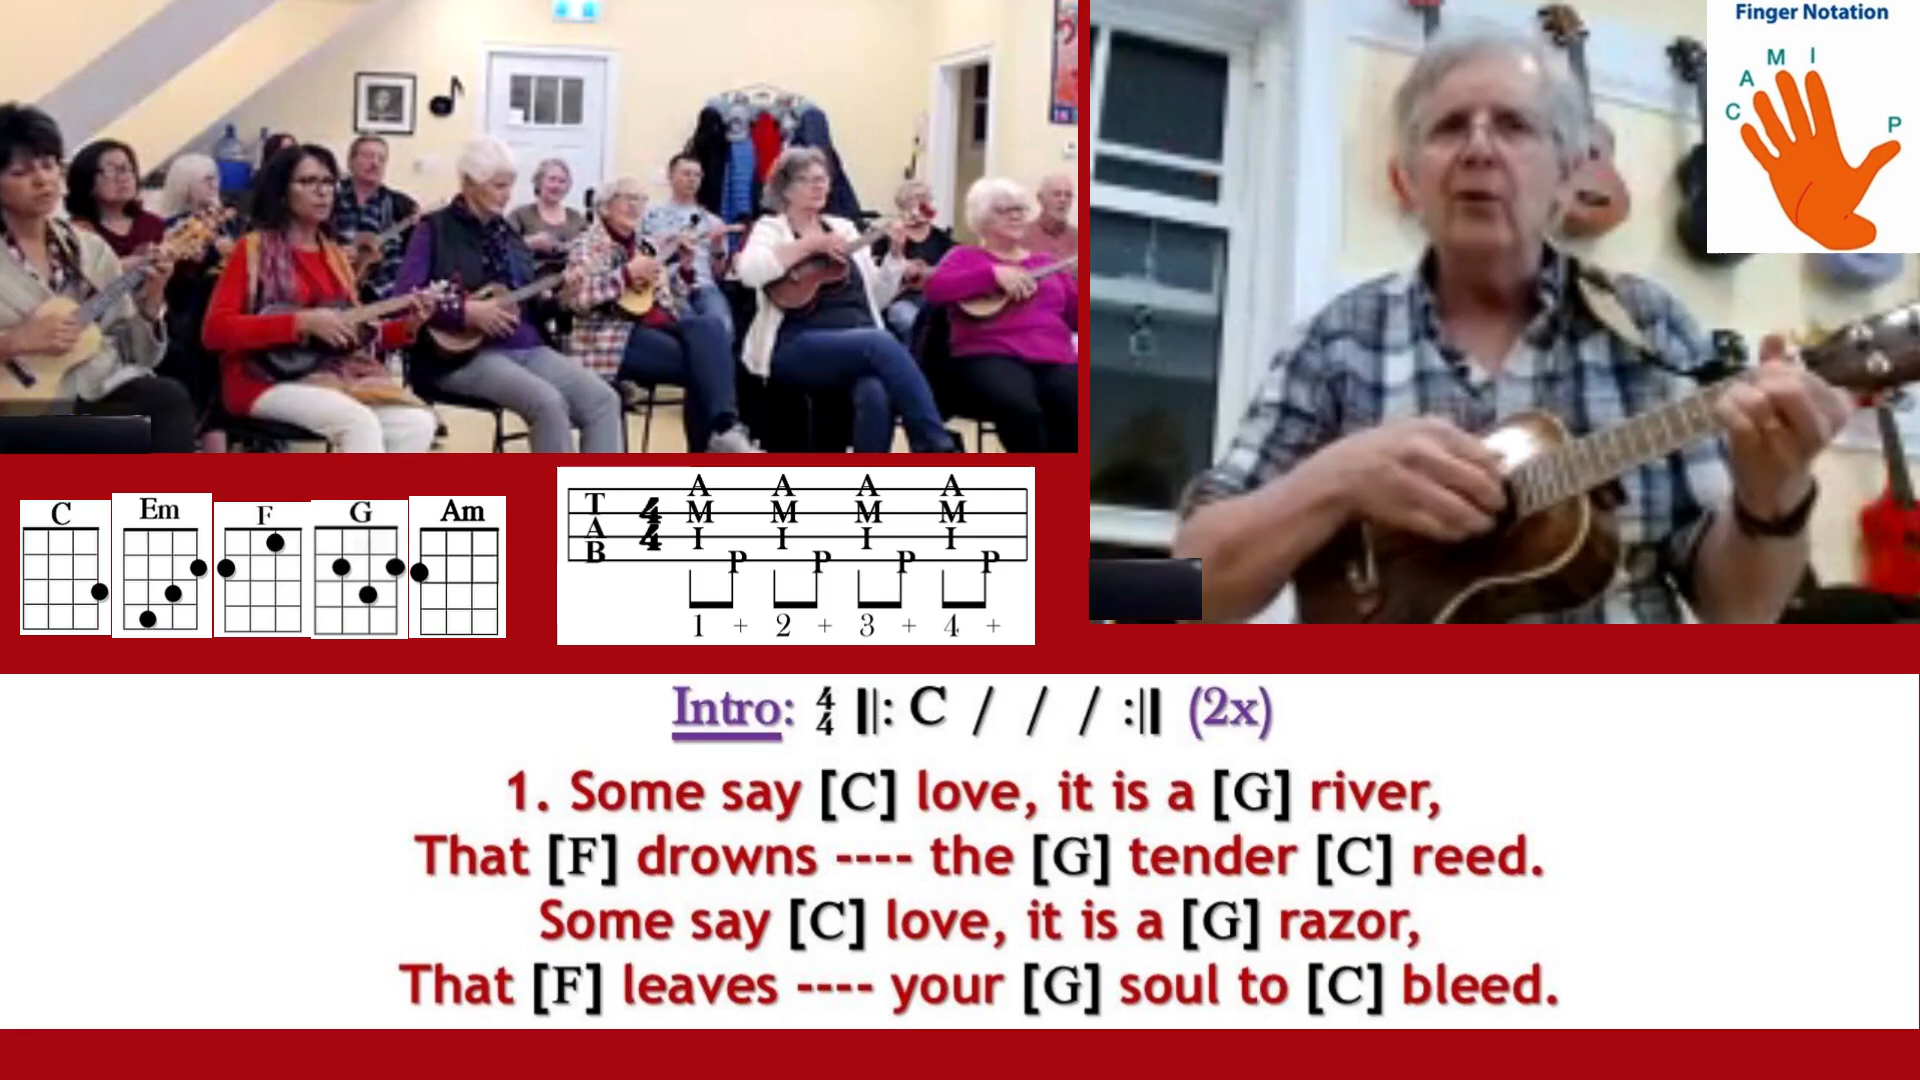 Finger Notation
M I
A
C
P
C Em F G Am
T A B 4 4 A M I P A M I P A M I P A M I P
1 + 2 + 3 + 4 +
Intro: 4 4 𝄆 C / / / 𝄇 (2x)
1. Some say [C] love, it is a [G] river,
That [F] drowns ---- the [G] tender [C] reed.
Some say [C] love, it is a [G] razor,
That [F] leaves ---- your [G] soul to [C] bleed.